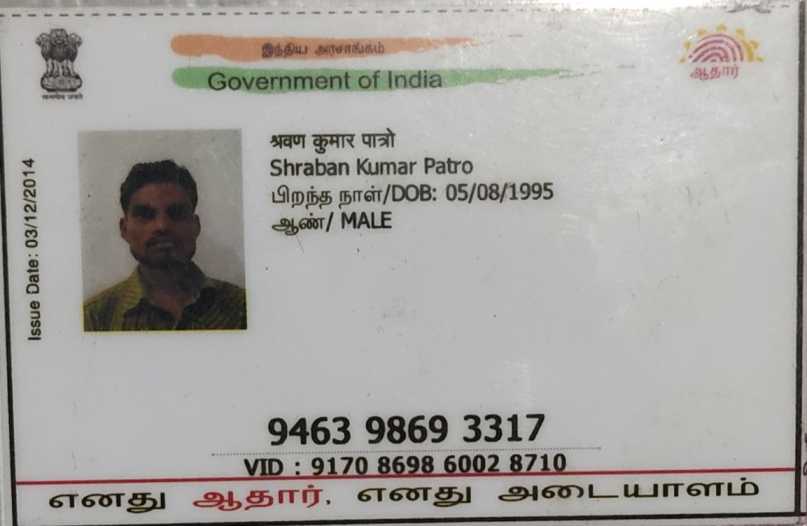 இந்திய அரசாங்கம்
Government of India
ஆதார்
श्रवण कुमार पात्रो
Shraban Kumar Patro
பிறந்த நாள்/DOB: 05/08/1995
ஆண்/ MALE
Issue Date: 03/12/2014
9463 9869 3317
VID : 9170 8698 6002 8710
எனது ஆதார், எனது அடையாளம்